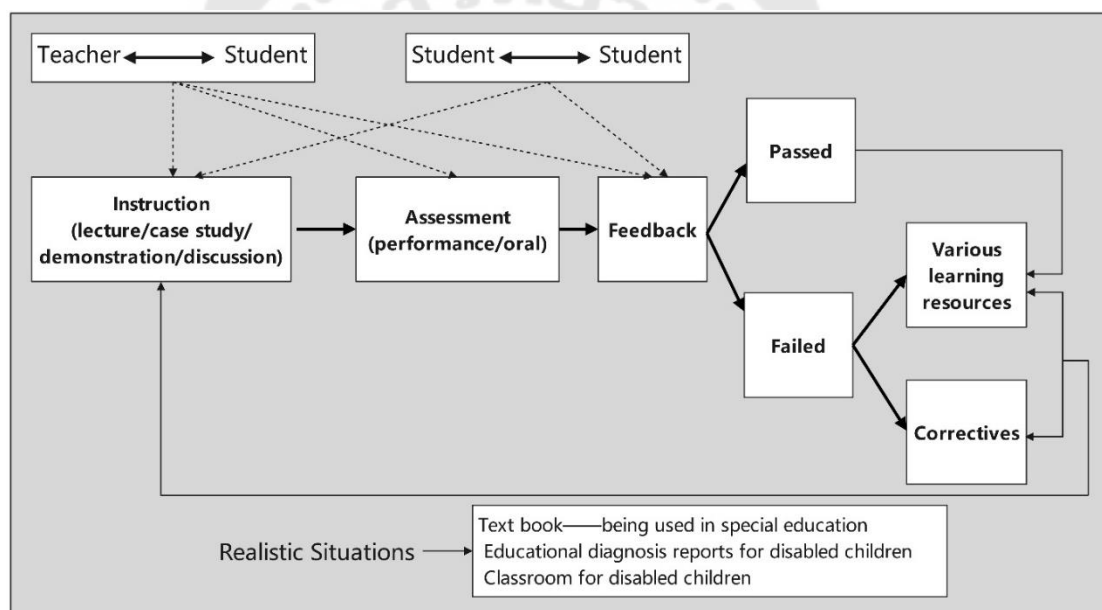 Teacher Student
Student Student
Passed
Instruction
(lecture/case study/
demonstration/discussion)
Assessment
(performance/oral)
Feedback
Various
learning
resources
Failed
Correctives
Realistic Situations
Text book——being used in special education
Educational diagnosis reports for disabled children
Classroom for disabled children